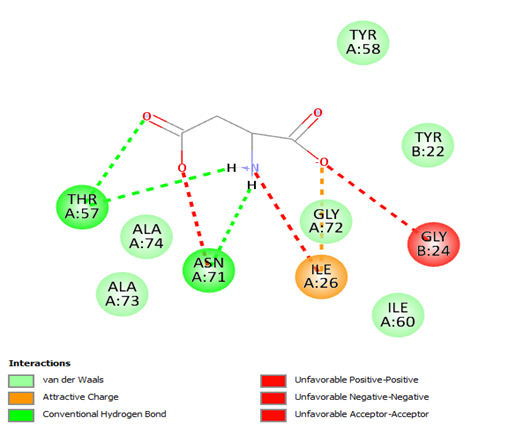 TYR
A:58
O
O
TYR
B:22
O
H
N
O
H
THR
A:57
GLY
A:72
ALA
A:74
GLY
B:24
ASN
A:71
ILE
A:26
ALA
A:73
ILE
A:60
Interactions
van der Waals
Attractive Charge
Conventional Hydrogen Bond
Unfavorable Positive-Positive
Unfavorable Negative-Negative
Unfavorable Acceptor-Acceptor